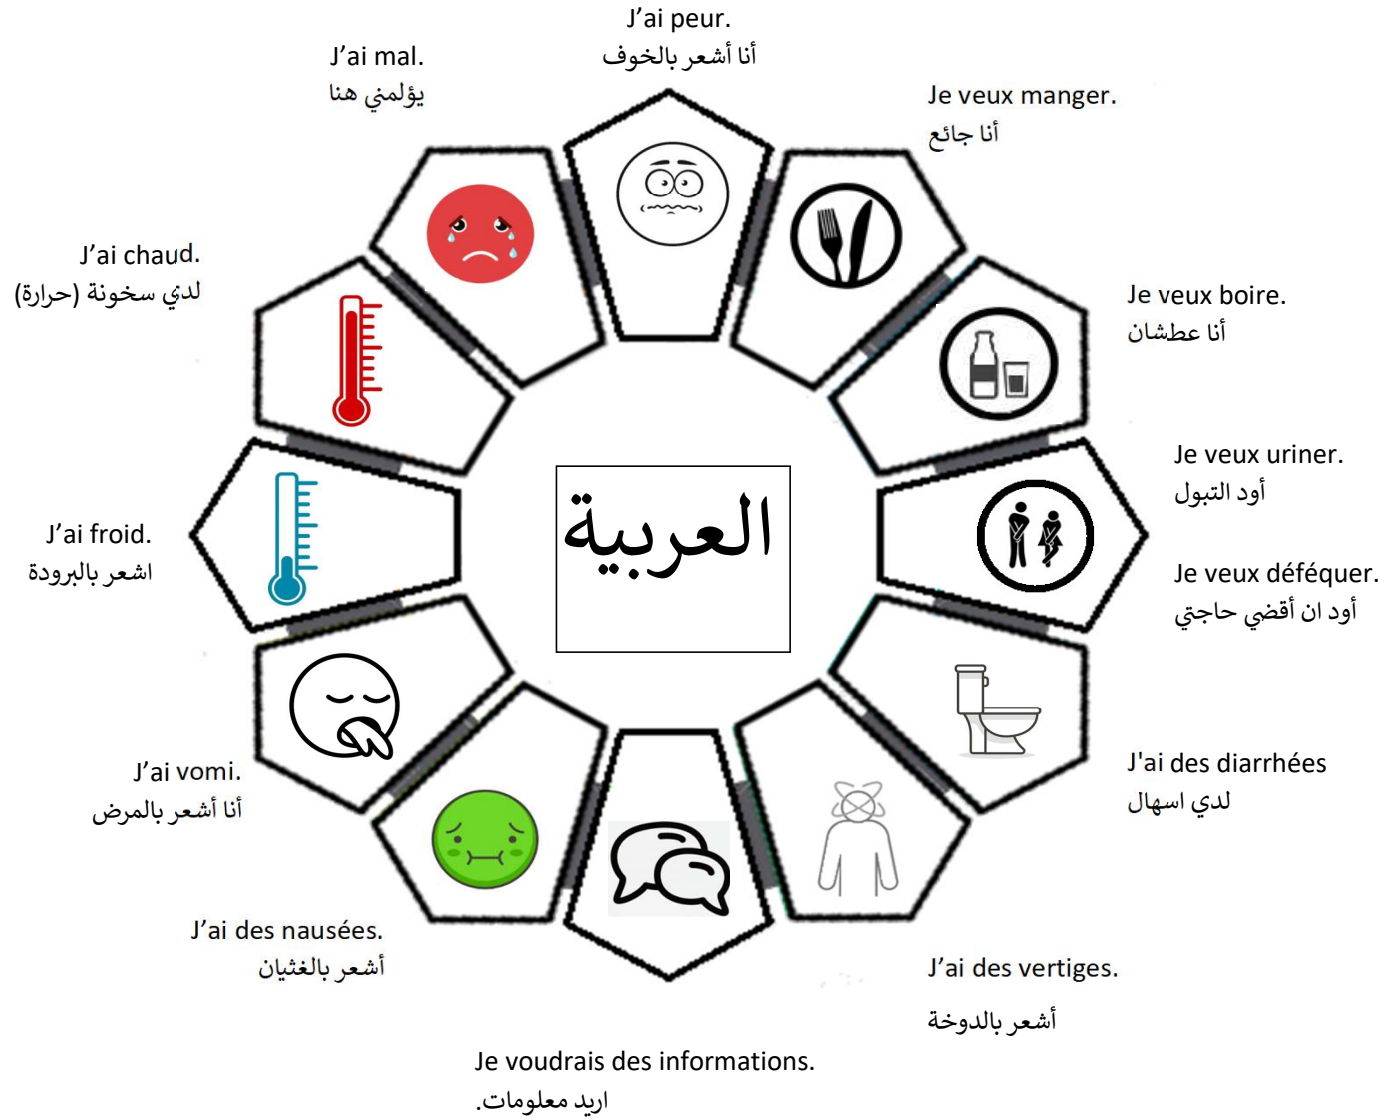 J’ai peur.
أنا أشعر بالخوف
J’ai mal.
يؤلمني هنا
Je veux manger.
أنا جائع
J’ai chaud.
لدي سخونة (حرارة)
Je veux boire.
أنا عطشان
Je veux uriner.
أود التبول
العربية
J’ai froid.
اشعر بالبرودة
Je veux déféquer.
أود ان أقضي حاجتي
J’ai vomi.
أنا أشعر بالمرض
J'ai des diarrhées
لدي اسهال
J’ai des nausées.
أشعر بالغثيان
J’ai des vertiges.
أشعر بالدوخة
Je voudrais des informations.
اريد معلومات.